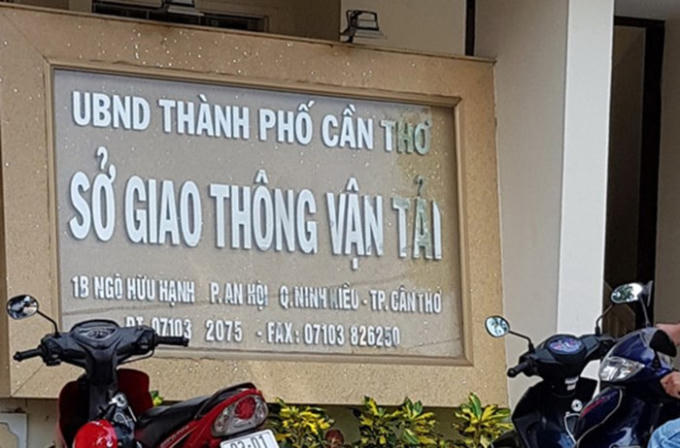 UBND THÀNH PHỐ CẦN THƠ
SỞ GIAO THÔNG VẬN TẢI
1B NGÔ HỮU HẠNH P. AN HỘI Q. NINH KIỀU - TP. CẦN THƠ
ĐT: 07103 2075 - FAX: 07103 826250